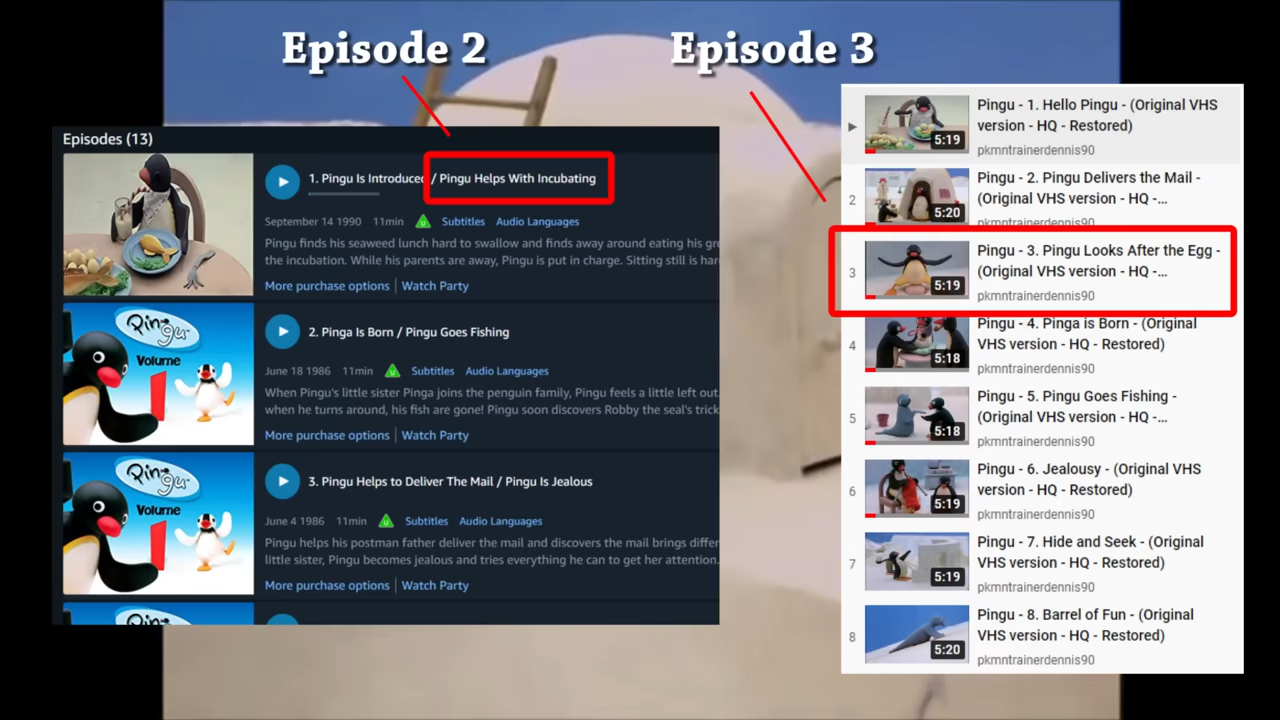 Episode 2
Episode 3
Episodes (13)
1. Pingu Is Introduced / Pingu Helps With Incubating
September 14 1990 11min U Subtitles Audio Languages
Pingu finds his seaweed lunch hard to swallow and finds away around eating his gre
the incubation. While his parents are away, Pingu is put in charge. Sitting still is har
More purchase options | Watch Party
Pingu
Volume
1
2. Pinga Is Born / Pingu Goes Fishing
June 18 1986 11min U Subtitles Audio Languages
When Pingu's little sister Pinga joins the penguin family, Pingu feels a little left out.
when he turns around, his fish are gone! Pingu soon discovers Robby the seal's trick
More purchase options | Watch Party
Pingu
Volume
1
3. Pingu Helps to Deliver The Mail / Pingu Is Jealous
June 4 1986 11min U Subtitles Audio Languages
Pingu helps his postman father deliver the mail and discovers the mail brings differ
little sister, Pingu becomes jealous and tries everything he can to get her attention.
More purchase options | Watch Party
5:19
Pingu - 1. Hello Pingu - (Original VHS
version - HQ - Restored)
pkmntrainerdennis90
2
5:20
Pingu - 2. Pingu Delivers the Mail -
(Original VHS version - HQ -...
pkmntrainerdennis90
3
5:19
Pingu - 3. Pingu Looks After the Egg -
(Original VHS version - HQ -...
pkmntrainerdennis90
4
5:18
Pingu - 4. Pinga is Born - (Original
VHS version - HQ - Restored)
pkmntrainerdennis90
5
5:18
Pingu - 5. Pingu Goes Fishing -
(Original VHS version - HQ -...
pkmntrainerdennis90
6
5:19
Pingu - 6. Jealousy - (Original VHS
version - HQ - Restored)
pkmntrainerdennis90
7
5:19
Pingu - 7. Hide and Seek - (Original
VHS version - HQ - Restored)
pkmntrainerdennis90
8
5:20
Pingu - 8. Barrel of Fun - (Original
VHS version - HQ - Restored)
pkmntrainerdennis90